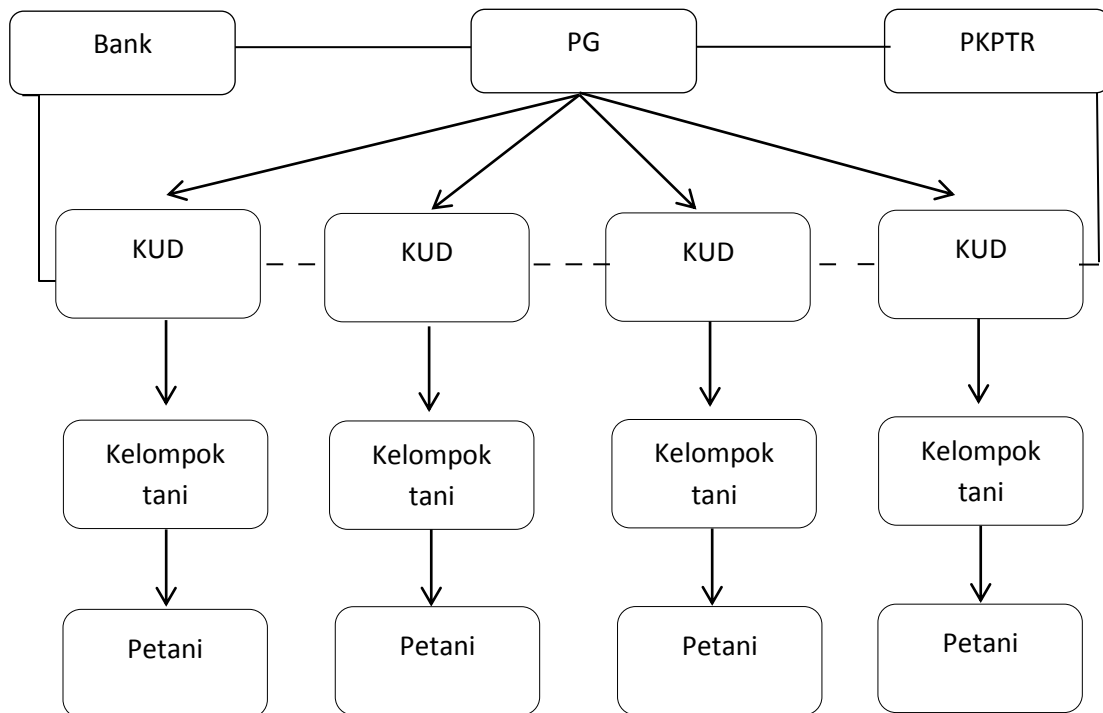 Bank
PG
PKPTR
KUD
KUD
KUD
KUD
Kelompok
tani
Kelompok
tani
Kelompok
tani
Kelompok
tani
Petani
Petani
Petani
Petani